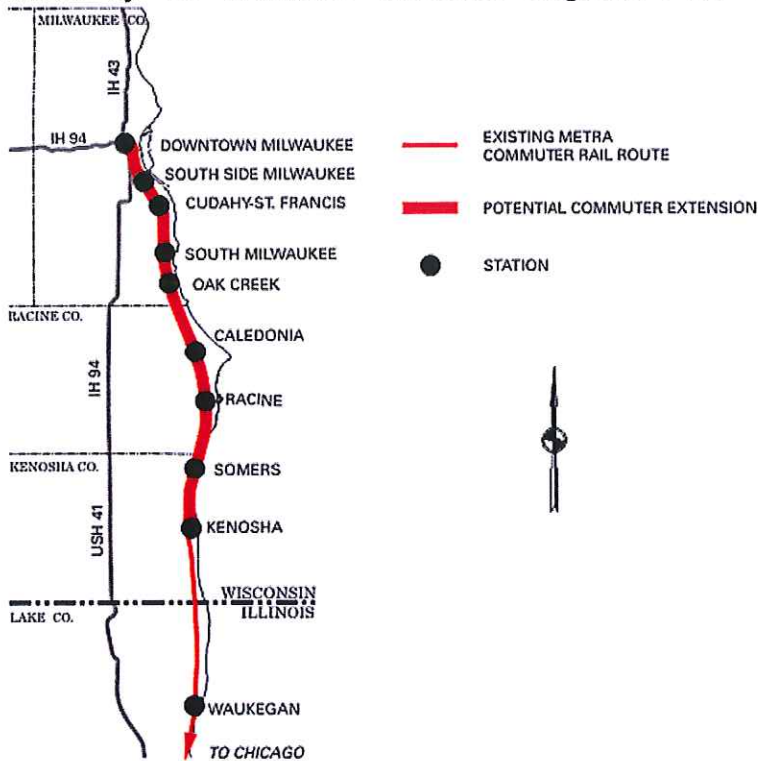 MILWAUKEE CO.
IH 43
IH 94
DOWNTOWN MILWAUKEE
SOUTH SIDE MILWAUKEE
CUDAHY-ST. FRANCIS
SOUTH MILWAUKEE
OAK CREEK
RACINE CO.
CALEDONIA
IH 94
RACINE
KENOSHA CO.
SOMERS
USH 41
KENOSHA
WISCONSIN
LAKE CO.
ILLINOIS
WAUKEGAN
TO CHICAGO
EXISTING METRA
COMMUTER RAIL ROUTE
POTENTIAL COMMUTER EXTENSION
STATION